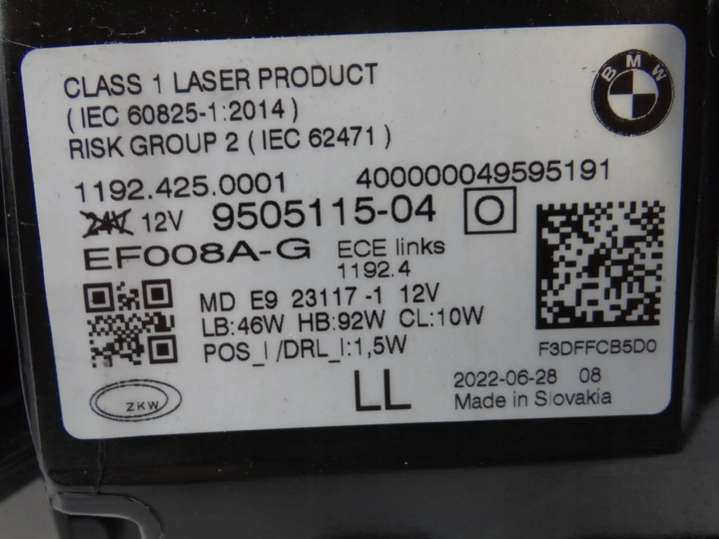 CLASS 1 LASER PRODUCT
( IEC 60825-1:2014 )
RISK GROUP 2 ( IEC 62471 )
BMW
1192.425.0001 400000049595191
24V 12V 9505115-04 O
EF008A-G ECE links
1192.4
MD E9 23117 -1 12V
LB:46W HB:92W CL:10W
POS_I /DRL_I:1,5W
F3DFFCB5D0
ZKW
LL
2022-06-28 08
Made in Slovakia